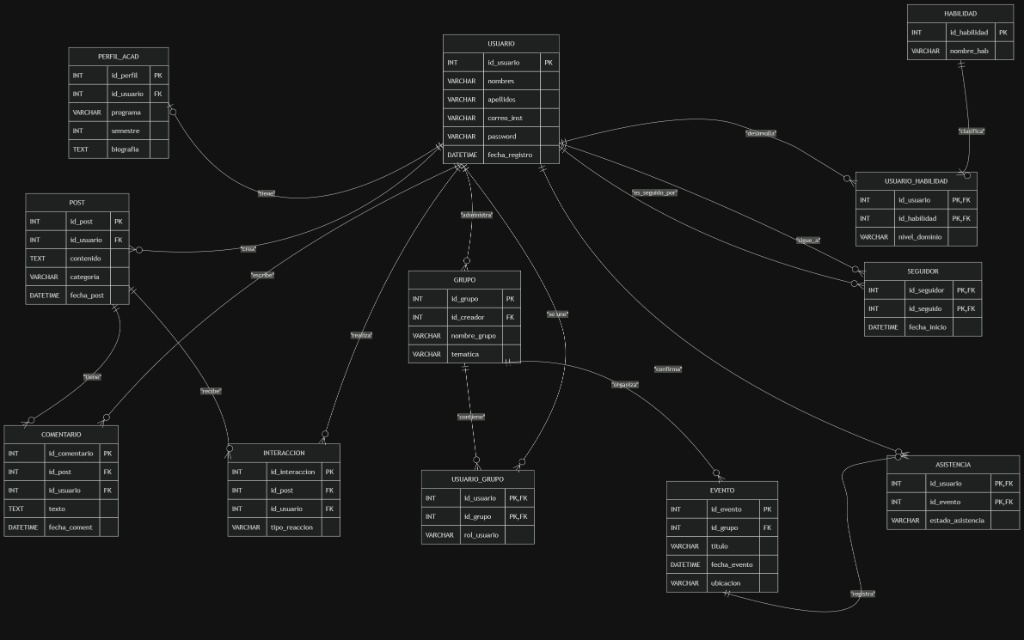 HABILIDAD
INT id_habilidad PK
VARCHAR nombre_hab
USUARIO
INT id_usuario PK
VARCHAR nombres
VARCHAR apellidos
VARCHAR correo_inst
VARCHAR password
DATETIME fecha_registro
PERFIL_ACAD
INT id_perfil PK
INT id_usuario FK
VARCHAR programa
INT semestre
TEXT biografia
"desarrolla"
"clasifica"
USUARIO_HABILIDAD
INT id_usuario PK,FK
INT id_habilidad PK,FK
VARCHAR nivel_dominio
"tiene"
"es_seguido_por"
POST
INT id_post PK
INT id_usuario FK
TEXT contenido
VARCHAR categoria
DATETIME fecha_post
"administra"
"sigue_a"
"crea"
"escribe"
SEGUIDOR
INT id_seguidor PK,FK
INT id_seguido PK,FK
DATETIME fecha_inicio
GRUPO
INT id_grupo PK
INT id_creador FK
VARCHAR nombre_grupo
VARCHAR tematica
"se une"
"realiza"
"confirma"
"tiene"
"recibe"
"organiza"
"contiene"
COMENTARIO
INT id_comentario PK
INT id_post FK
INT id_usuario FK
TEXT texto
DATETIME fecha_coment
INTERACCION
INT id_interaccion PK
INT id_post FK
INT id_usuario FK
VARCHAR tipo_reaccion
USUARIO_GRUPO
INT id_usuario PK,FK
INT id_grupo PK,FK
VARCHAR rol_usuario
EVENTO
INT id_evento PK
INT id_grupo FK
VARCHAR titulo
DATETIME fecha_evento
VARCHAR ubicacion
ASISTENCIA
INT id_usuario PK,FK
INT id_evento PK,FK
VARCHAR estado_asistencia
"registra"